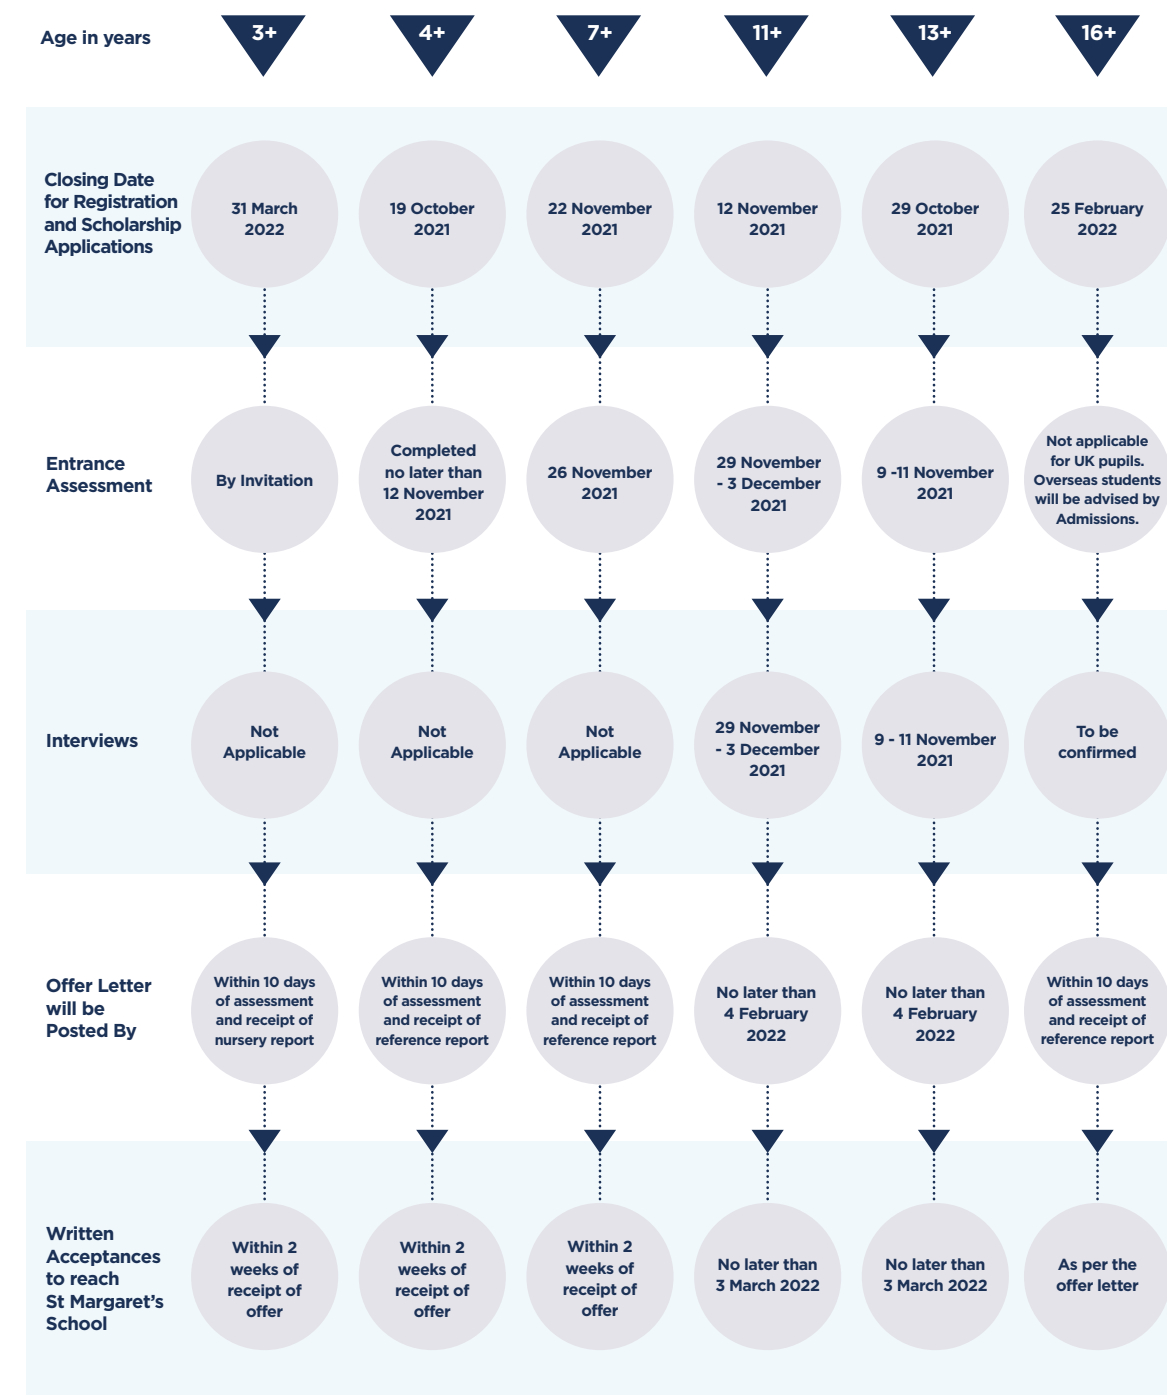 Age in years
3+
4+
7+
11+
13+
16+
Closing Date
for Registration
and Scholarship
Applications
31 March
2022
19 October
2021
22 November
2021
12 November
2021
29 October
2021
25 February
2022
Entrance
Assessment
By Invitation
Completed
no later than
12 November
2021
26 November
2021
29 November
- 3 December
2021
9 -11 November
2021
Not applicable
for UK pupils.
Overseas students
will be advised by
Admissions.
Interviews
Not
Applicable
Not
Applicable
Not
Applicable
29 November
- 3 December
2021
9 - 11 November
2021
To be
confirmed
Offer Letter
will be
Posted By
Within 10 days
of assessment
and receipt of
nursery report
Within 10 days
of assessment
and receipt of
reference report
Within 10 days
of assessment
and receipt of
reference report
No later than
4 February
2022
No later than
4 February
2022
Within 10 days
of assessment
and receipt of
reference report
Written
Acceptances
to reach
St Margaret's
School
Within 2
weeks of
receipt of
offer
Within 2
weeks of
receipt of
offer
Within 2
weeks of
receipt of
offer
No later than
3 March 2022
No later than
3 March 2022
As per the
offer letter